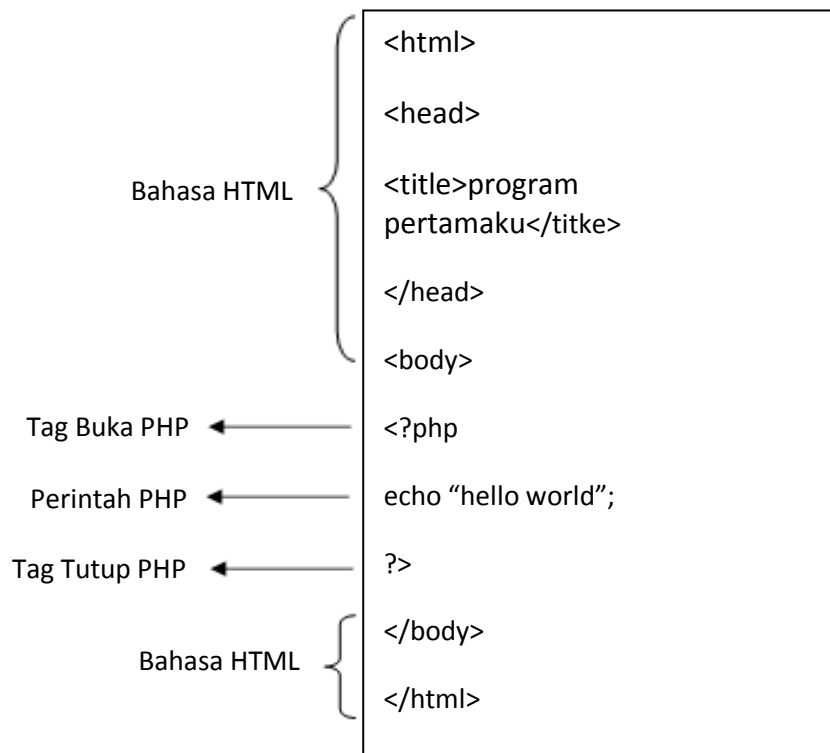 <html>
<head>
Bahasa HTML
<title>program
pertamaku</titke>
</head>
<body>
Tag Buka PHP
<?php
Perintah PHP
echo “hello world”;
Tag Tutup PHP
?>
</body>
Bahasa HTML
</html>